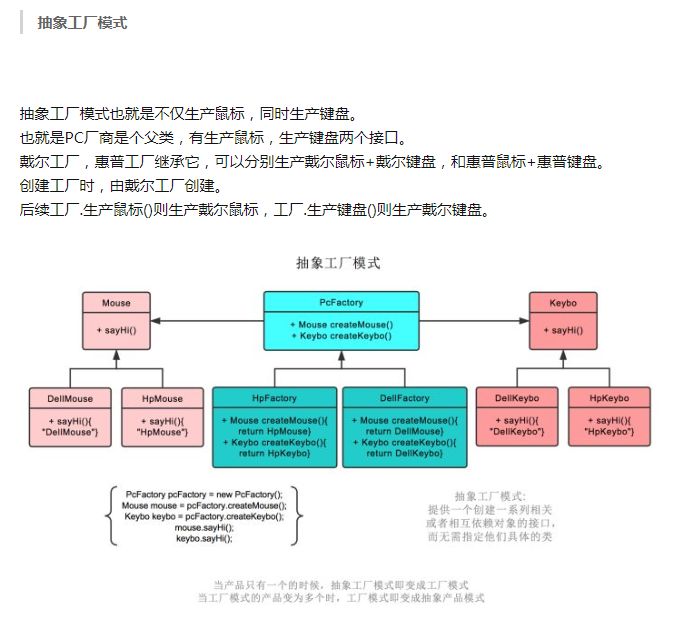 抽象工厂模式
抽象工厂模式也就是不仅生产鼠标，同时生产键盘。
也就是PC厂商是个父类，有生产鼠标，生产键盘两个接口。
戴尔工厂，惠普工厂继承它，可以分别生产戴尔鼠标+戴尔键盘，和惠普鼠标+惠普键盘。
创建工厂时，由戴尔工厂创建。
后续工厂.生产鼠标()则生产戴尔鼠标，工厂.生产键盘()则生产戴尔键盘。
抽象工厂模式
Mouse
+ sayHi()
PcFactory
+ Mouse createMouse()
+ Keybo createKeybo()
Keybo
+ sayHi()
DellMouse
+ sayHi(){
"DellMouse"}
HpMouse
+ sayHi(){
"HpMouse"}
HpFactory
+ Mouse createMouse(){
return HpMouse}
+ Keybo createKeybo(){
return HpKeybo}
DellFactory
+ Mouse createMouse(){
return DellMouse}
+ Keybo createKeybo(){
return DellKeybo}
DellKeybo
+ sayHi(){
"DellKeybo"}
HpKeybo
+ sayHi(){
"HpKeybo"}
PcFactory pcFactory = new PcFactory();
Mouse mouse = pcFactory.createMouse();
Keybo keybo = pcFactory.createKeybo();
mouse.sayHi();
keybo.sayHi();
抽象工厂模式:
提供一个创建一系列相关
或者相互依赖对象的接口，
而无需指定他们具体的类
当产品只有一个的时候，抽象工厂模式即变成工厂模式
当工厂模式的产品变为多个时，工厂模式即变成抽象产品模式